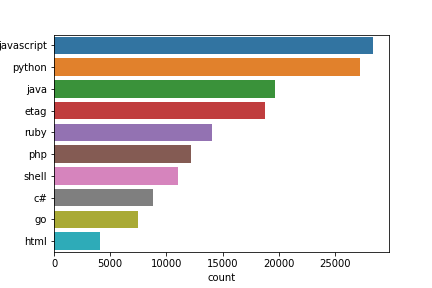 javascript
python
java
etag
ruby
php
shell
c#
go
html
0 5000 10000 15000 20000 25000
count